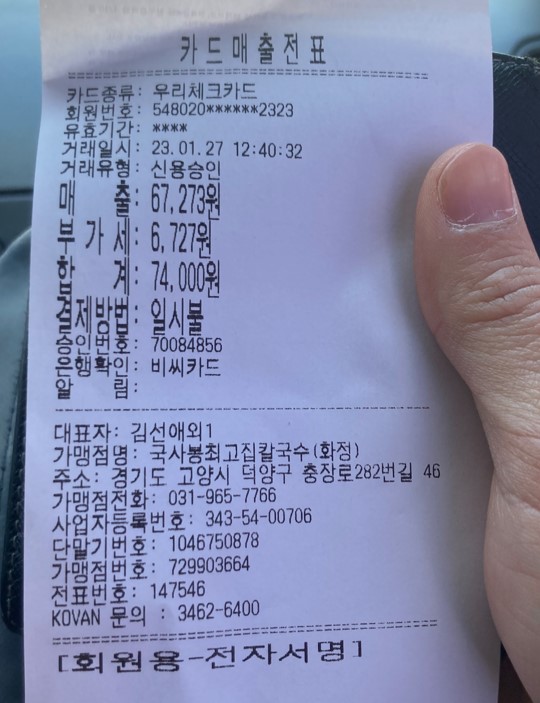 카드매출전표
카드종류: 우리체크카드
회원번호: 548020******2323
유효기간: ****
거래일시: 23.01.27 12:40:32
거래유형: 신용승인
매 출: 67,273원
부 가 세: 6,727원
합 계: 74,000원
결제방법: 일시불
승인번호: 70084856
은행확인: 비씨카드
알 림:
대표자: 김선애외1
가맹점명: 국사봉최고집칼국수(화정)
주소: 경기도 고양시 덕양구 충장로282번길 46
가맹점전화: 031-965-7766
사업자등록번호: 343-54-00706
단말기번호: 1046750878
가맹점번호: 729903664
전표번호: 147546
KOVAN 문의 : 3462-6400
[회원용-전자서명]